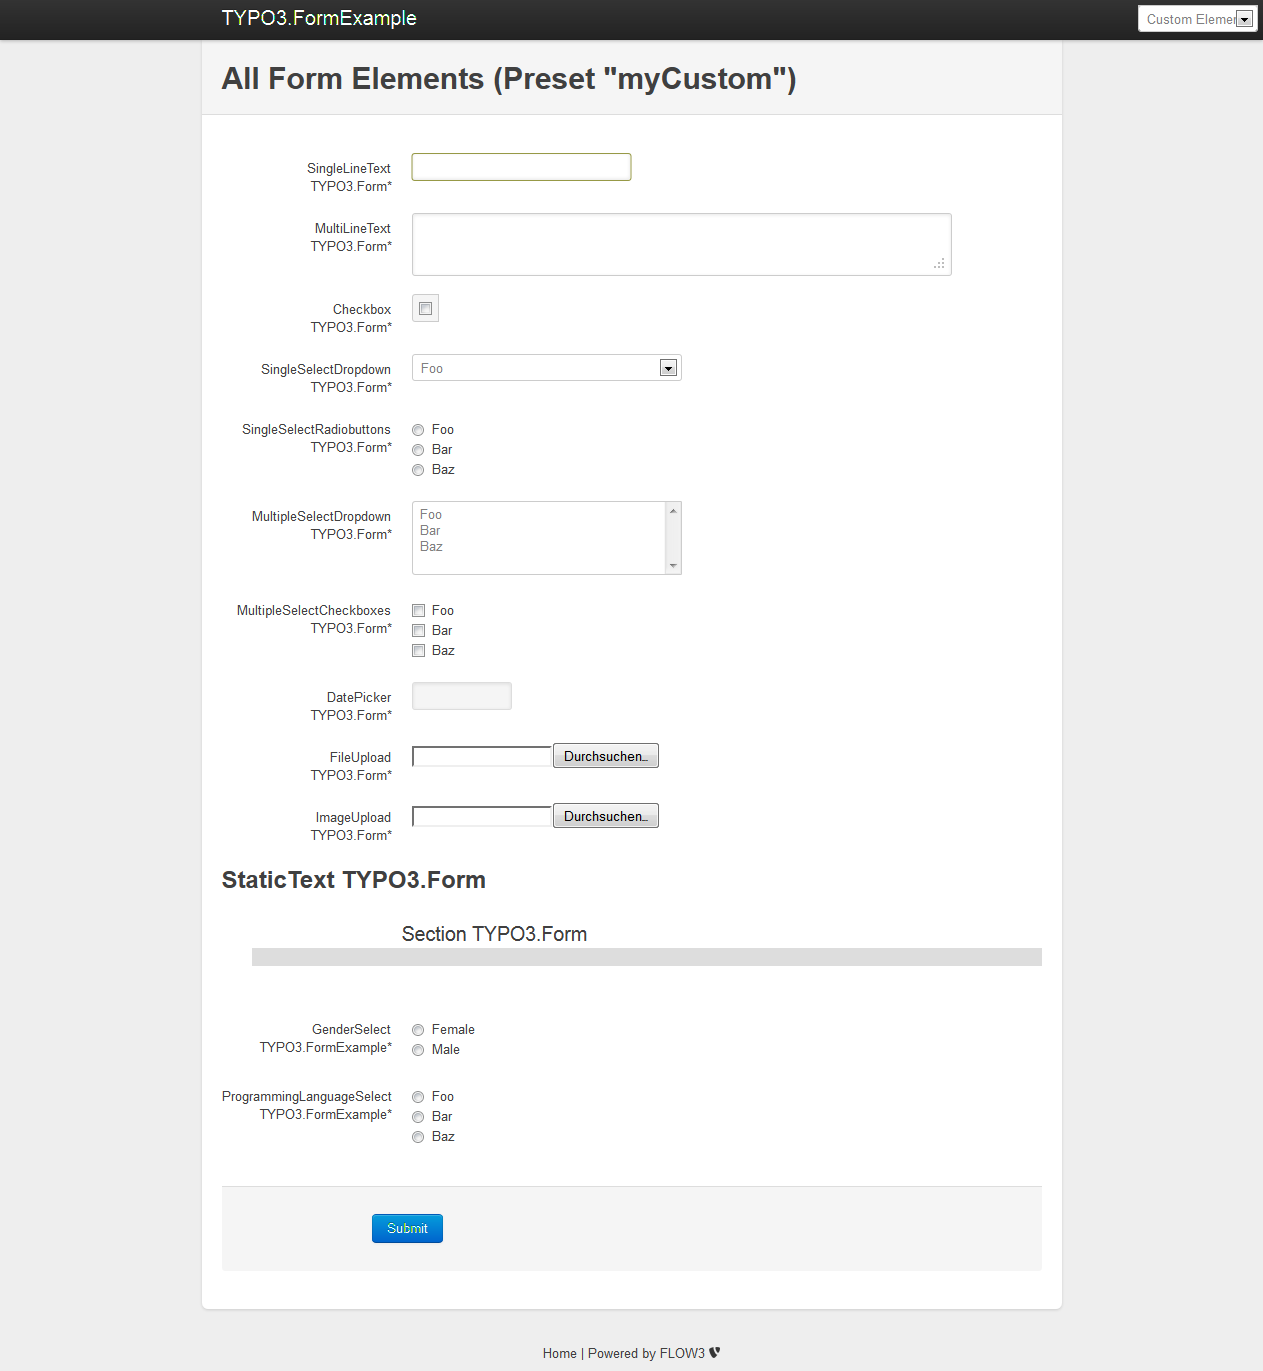 TYPO3.FormExample
All Form Elements (Preset "myCustom")
SingleLineText
TYPO3.Form*
MultiLineText
TYPO3.Form*
Checkbox
TYPO3.Form*
SingleSelectDropdown
TYPO3.Form*
Foo
SingleSelectRadiobuttons
TYPO3.Form*
Foo
Bar
Baz
MultipleSelectDropdown
TYPO3.Form*
Foo
Bar
Baz
MultipleSelectCheckboxes
TYPO3.Form*
Foo
Bar
Baz
DatePicker
TYPO3.Form*
FileUpload
TYPO3.Form*
Durchsuchen...
ImageUpload
TYPO3.Form*
Durchsuchen...
StaticText TYPO3.Form
Section TYPO3.Form
GenderSelect
TYPO3.FormExample*
Female
Male
ProgrammingLanguageSelect
TYPO3.FormExample*
Foo
Bar
Baz
Submit
Home | Powered by FLOW3
Custom